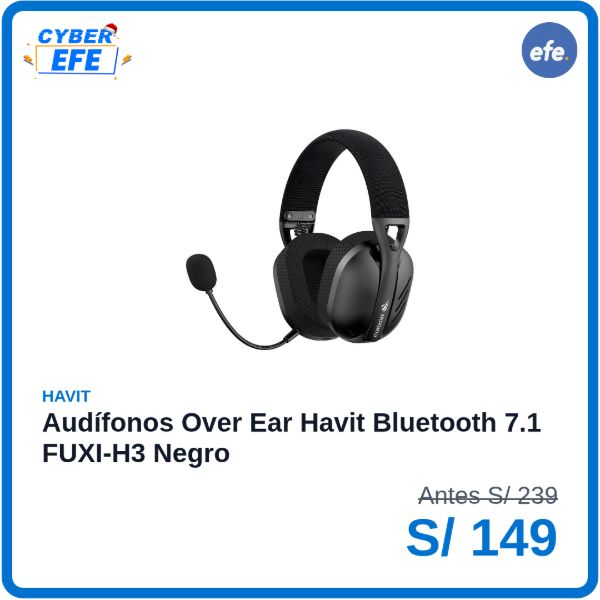 CYBER
EFE
efe.
HAVIT
Audífonos Over Ear Havit Bluetooth 7.1
FUXI-H3 Negro
Antes S/ 239
S/ 149